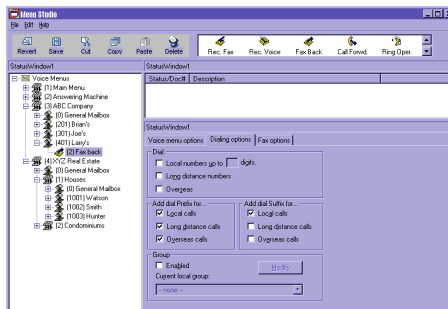 Menu Studio
File Edit Help
Revert Save Cut Copy Paste Delete Rec. Fax Rec. Voice Fax Back Call Forwd. Ring Oper.
StatusWindow1
Voice Menus
(1) Main Menu
(2) Answering Machine
(3) ABC Company
(0) General Mailbox
(201) Brian's
(301) Joe's
(401) Larry's
(2) Fax back
(4) XYZ Real Estate
(0) General Mailbox
(1) Houses
(0) General Mailbox
(1001) Watson
(1002) Smith
(1003) Hunter
(2) Condominiums
StatusWindow1
Status/Doc# Description
StatusWindow1
Voice menu options Dialing options Fax options
Dial:
Local numbers up to digits.
Long distance numbers
Overseas
Add dial Prefix for...
Local calls
Long distance calls
Overseas calls
Add dial Suffix for...
Local calls
Long distance calls
Overseas calls
Group
Enabled
Modify
Current local group:
-- none --